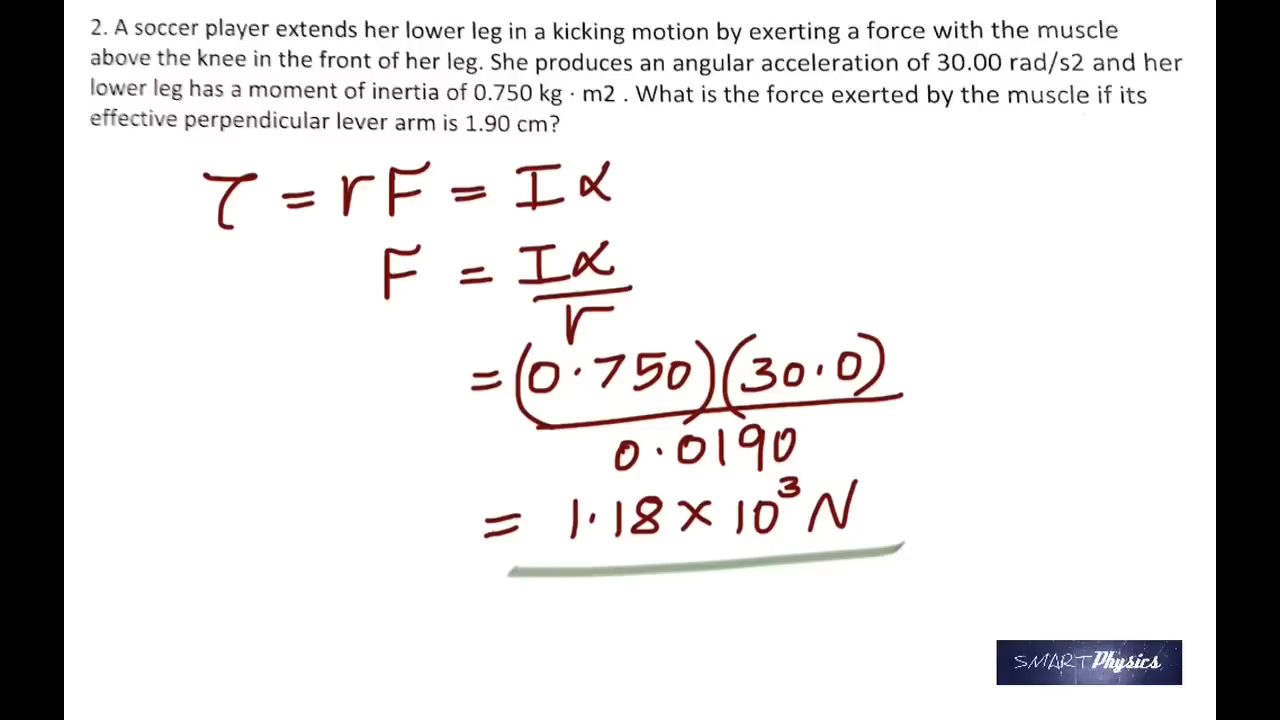 2. A soccer player extends her lower leg in a kicking motion by exerting a force with the muscle
above the knee in the front of her leg. She produces an angular acceleration of 30.00 rad/s2 and her
lower leg has a moment of inertia of 0.750 kg · m2 . What is the force exerted by the muscle if its
effective perpendicular lever arm is 1.90 cm?
τ = rF = Iα
F = Iα
r
= (0.750)(30.0)
0.0190
= 1.18 × 10³ N
SMART Physics